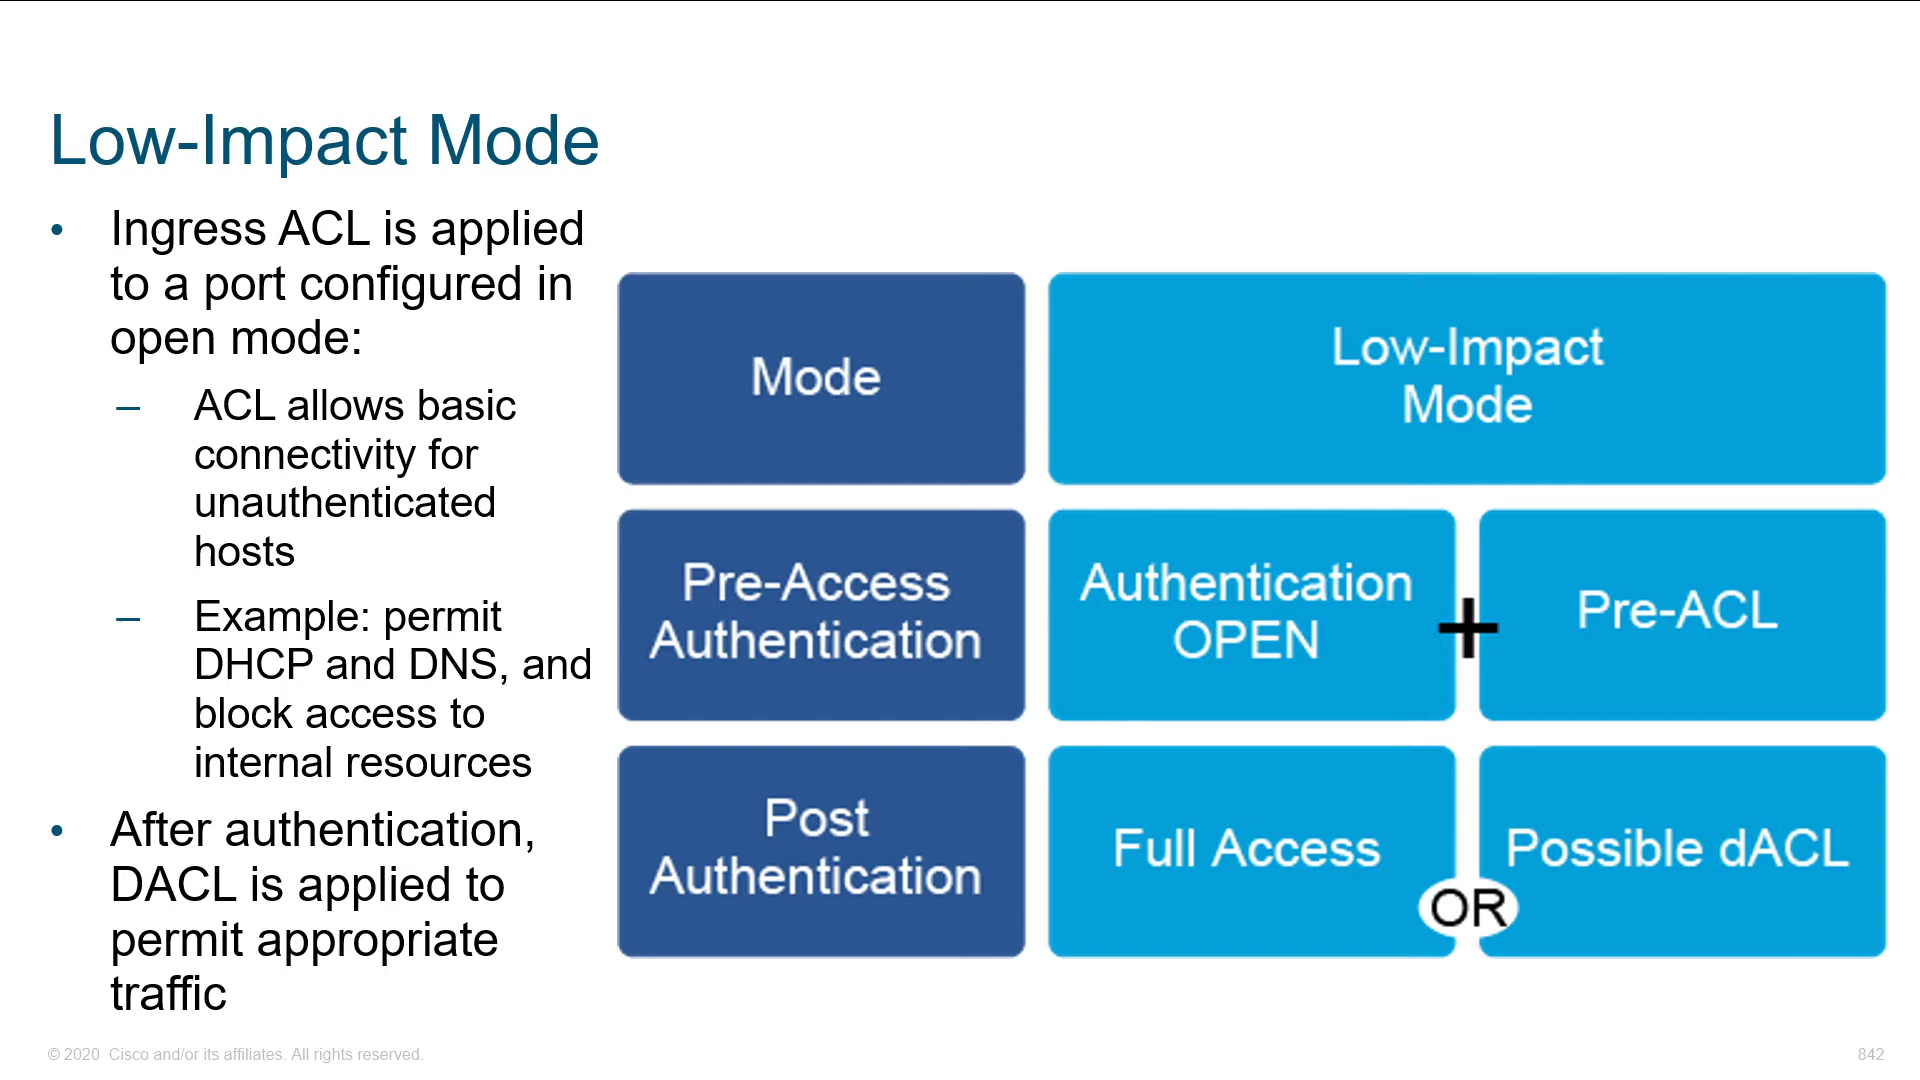 Low-Impact Mode
• Ingress ACL is applied
to a port configured in
open mode:
– ACL allows basic
connectivity for
unauthenticated
hosts
– Example: permit
DHCP and DNS, and
block access to
internal resources
• After authentication,
DACL is applied to
permit appropriate
traffic
Mode
Low-Impact
Mode
Pre-Access
Authentication
Authentication
OPEN
+
Pre-ACL
Post
Authentication
Full Access
OR
Possible dACL
© 2020 Cisco and/or its affiliates. All rights reserved.
842